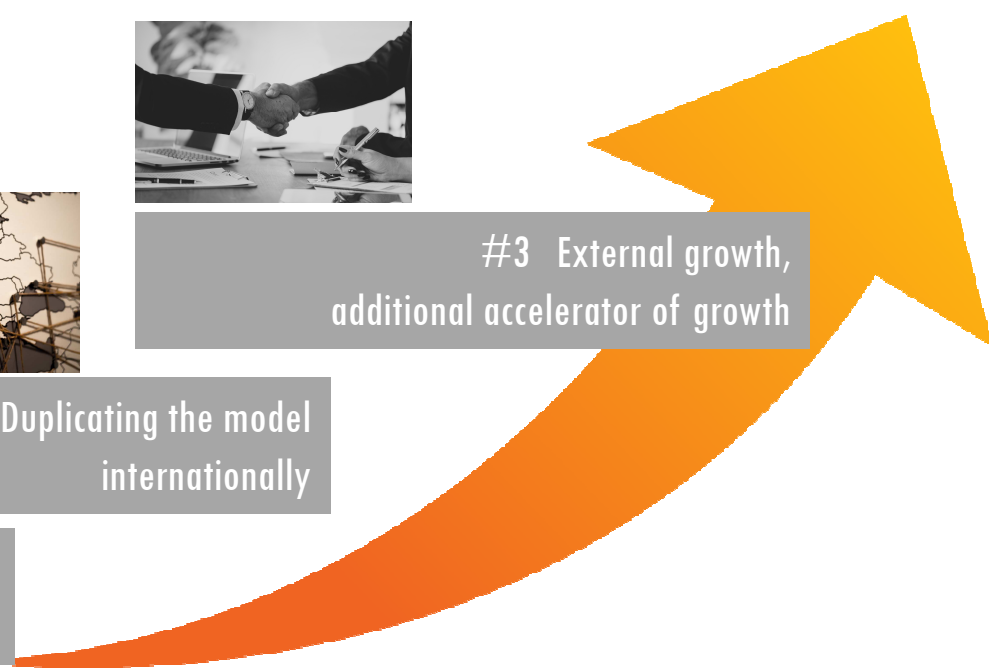 #3 External growth,
additional accelerator of growth
Duplicating the model
internationally